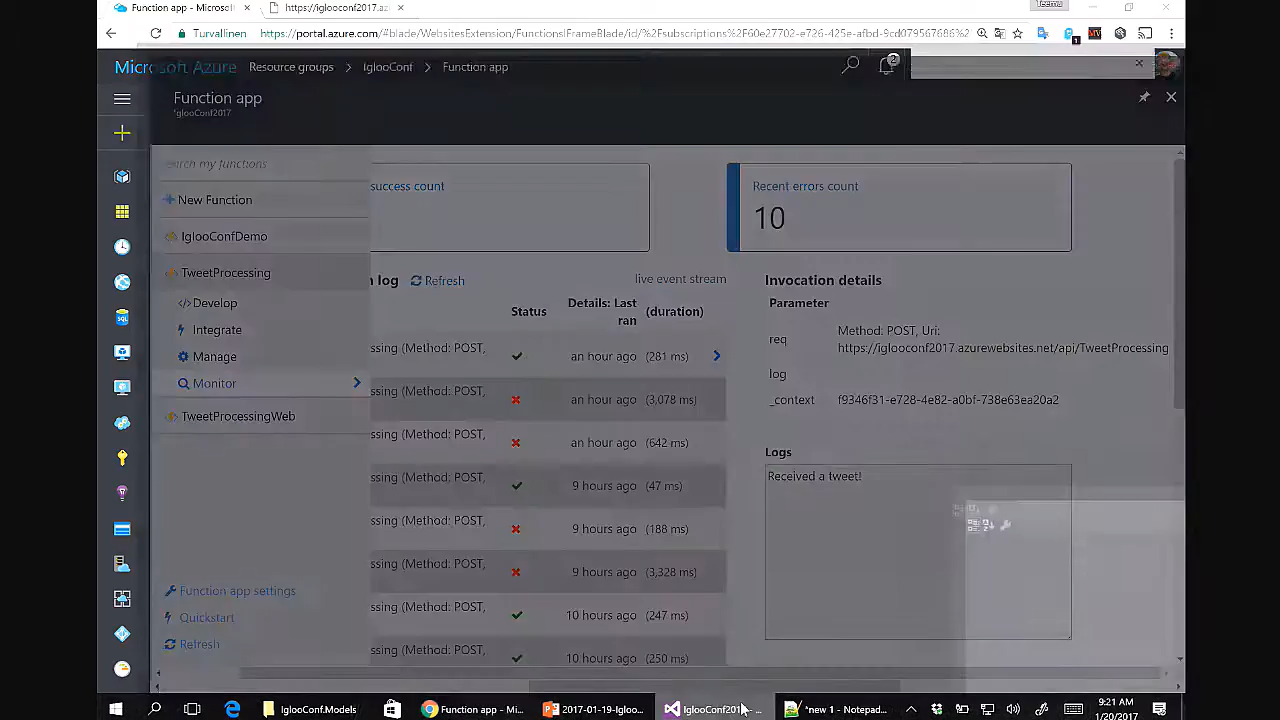 Function app - Microsoft
https://iglooconf2017.az
Teemu
Turvallinen
https://portal.azure.com/#blade/WebsitesExtension/FunctionsIFrameBlade/id/%2Fsubscriptions%2F60e27702-e726-425e-afbd-9cd079567686%2
Microsoft Azure Resource groups > IglooConf > Function app
2
Function app
IglooConf2017
search my functions
New Function
IglooConfDemo
TweetProcessing
Develop
Integrate
Manage
Monitor
TweetProcessingWeb
Function app settings
Quickstart
Refresh
success count
Recent errors count
10
n log Refresh
live event stream
Status
Details: Last ran
(duration)
ssing (Method: POST, an hour ago (281 ms)
ssing (Method: POST, an hour ago (3,078 ms)
ssing (Method: POST, an hour ago (642 ms)
ssing (Method: POST, 9 hours ago (47 ms)
ssing (Method: POST, 9 hours ago (188 ms)
ssing (Method: POST, 9 hours ago (3,328 ms)
ssing (Method: POST, 10 hours ago (247 ms)
ssing (Method: POST, 10 hours ago (250 ms)
Invocation details
Parameter
req
Method: POST, Uri:
https://iglooconf2017.azurewebsites.net/api/TweetProcessing
log
_context f9346f31-e728-4e82-a0bf-738e63ea20a2
Logs
Received a tweet!
IglooConf.Models
Function app - Mi...
2017-01-19-Igloo...
IglooConf201...
*new 1 - Notepad...
9:21 AM
1/20/2017